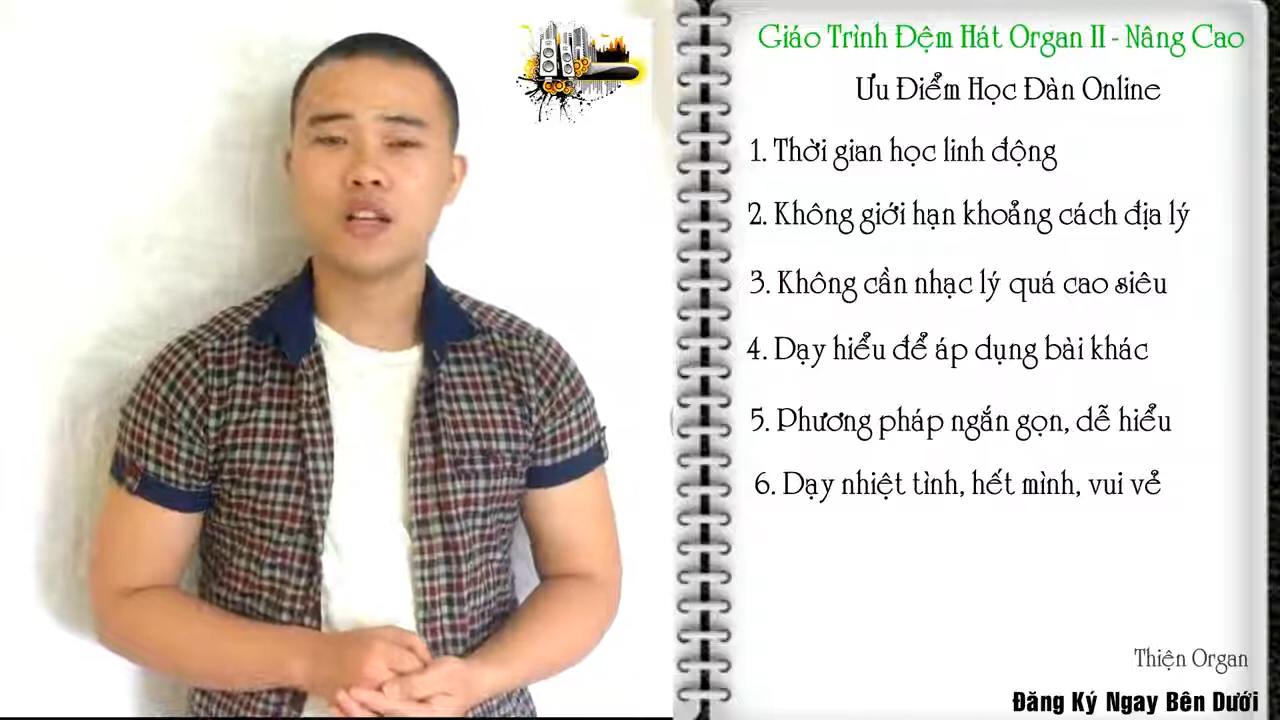 Giáo Trình Đệm Hát Organ II - Nâng Cao
Ưu Điểm Học Đàn Online
1. Thời gian học linh động
2. Không giới hạn khoảng cách địa lý
3. Không cần nhạc lý quá cao siêu
4. Dạy hiểu để áp dụng bài khác
5. Phương pháp ngắn gọn, dễ hiểu
6. Dạy nhiệt tình, hết mình, vui vẻ
Thiện Organ
Đăng Ký Ngay Bên Dưới